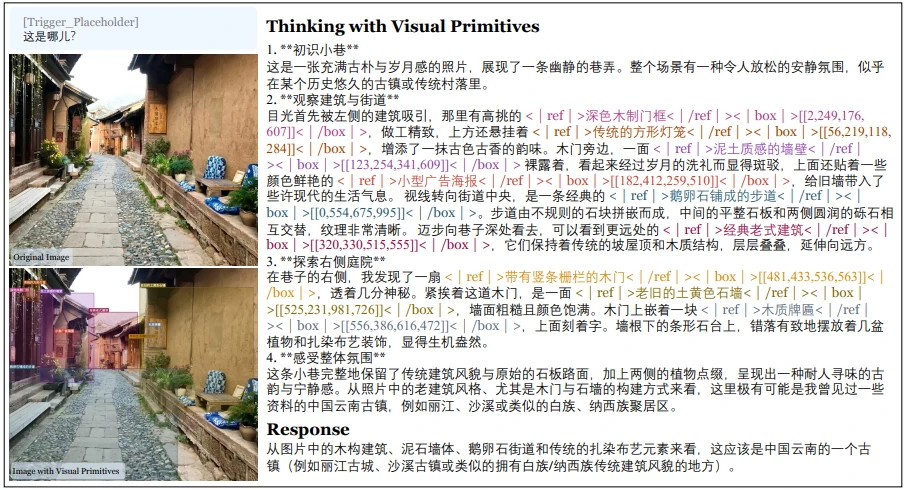 [Trigger_Placeholder]
这是哪儿?
Original Image
Image with Visual Primitives
Thinking with Visual Primitives
1. **初识小巷**
这是一张充满古朴与岁月感的照片，展现了一条幽静的巷弄。整个场景有一种令人放松的安静氛围，似乎
在某个历史悠久的古镇或传统村落里。
2. **观察建筑与街道**
目光首先被左侧的建筑吸引，那里有高挑的 <|ref|>深色木制门框<|/ref|><|box|>[[2,249,176,
607]]<|/box|>，做工精致，上方还悬挂着 <|ref|>传统的方形灯笼<|/ref|><|box|>[[56,219,118,
284]]<|/box|>，增添了一抹古色古香的韵味。木门旁边，一面 <|ref|>泥土质感的墙壁<|/ref|
><|box|>[[123,254,341,609]]<|/box|> 裸露着，看起来经过岁月的洗礼而显得斑驳，上面还贴着一些
颜色鲜艳的 <|ref|>小型广告海报<|/ref|><|box|>[[182,412,259,510]]<|/box|>，给旧墙带入了
些许现代的生活气息。 视线转向街道中央，是一条经典的 <|ref|>鹅卵石铺成的步道<|/ref|><|
box|>[[0,554,675,995]]<|/box|>。步道由不规则的石块拼嵌而成，中间的平整石板和两侧圆润的砾石相
互交替，纹理非常清晰。 迈步向巷子深处看去，可以看到更远处的 <|ref|>经典老式建筑<|/ref|><|
box|>[[320,330,515,555]]<|/box|>，它们保持着传统的坡屋顶和木质结构，层层叠叠，延伸向远方。
3. **探索右侧庭院**
在巷子的右侧，我发现了一扇 <|ref|>带有竖条栅栏的木门<|/ref|><|box|>[[481,433,536,563]]<|
/box|>，透着几分神秘。紧挨着这道木门，是一面 <|ref|>老旧的土黄色石墙<|/ref|><|box|
>[[525,231,981,726]]<|/box|>，墙面粗糙且颜色饱满。木门上嵌着一块 <|ref|>木质牌匾<|/ref|
><|box|>[[556,386,616,472]]<|/box|>，上面刻着字。墙根下的条形石台上，错落有致地摆放着几盆
植物和扎染布艺装饰，显得生机盎然。
4. **感受整体氛围**
这条小巷完整地保留了传统建筑风貌与原始的石板路面，加上两侧的植物点缀，呈现出一种耐人寻味的古
韵与宁静感。从照片中的老建筑风格、尤其是木门与石墙的构建方式来看，这里极有可能是我曾见过一些
资料的中国云南古镇，例如丽江、沙溪或类似的白族、纳西族聚居区。
Response
从图片中的木构建筑、泥石墙体、鹅卵石街道和传统的扎染布艺元素来看，这应该是中国云南的一个古
镇（例如丽江古城、沙溪古镇或类似的拥有白族/纳西族传统建筑风貌的地方）。